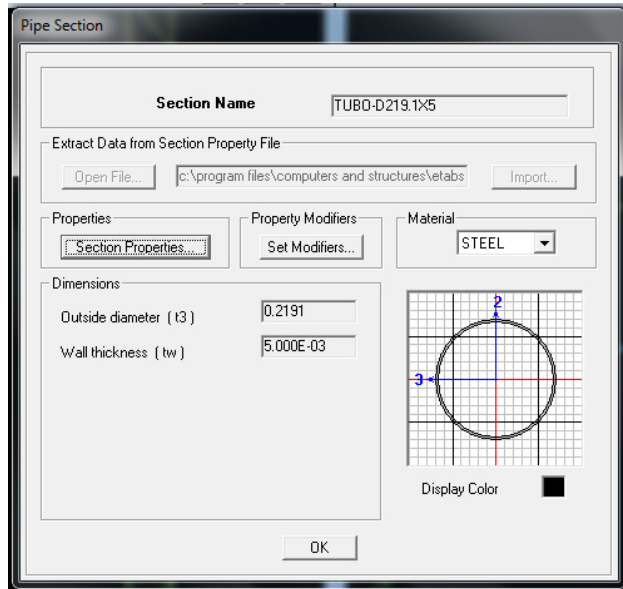 Pipe Section
Section Name TUBO-D219.1X5
Extract Data from Section Property File
Open File... c:\program files\computers and structures\etabs Import...
Properties Property Modifiers Material
Section Properties... Set Modifiers... STEEL
Dimensions
Outside diameter ( t3 ) 0.2191
Wall thickness ( tw ) 5.000E-03
2
3
Display Color
OK